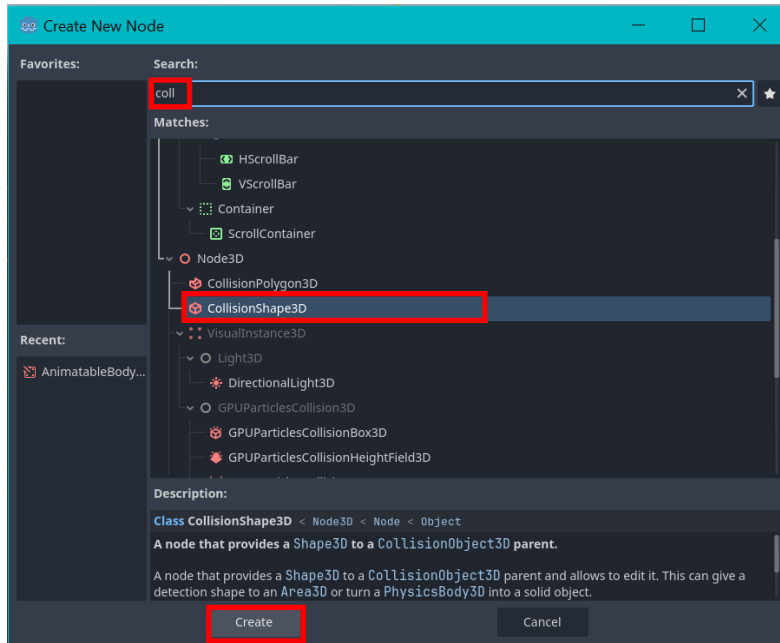 Create New Node
Favorites:
Search:
coll
Matches:
HScrollBar
VScrollBar
Container
ScrollContainer
Node3D
CollisionPolygon3D
CollisionShape3D
VisualInstance3D
Light3D
DirectionalLight3D
GPUParticlesCollision3D
GPUParticlesCollisionBox3D
GPUParticlesCollisionHeightField3D
Recent:
AnimatableBody...
Description:
Class CollisionShape3D < Node3D < Node < Object
A node that provides a Shape3D to a CollisionObject3D parent.
A node that provides a Shape3D to a CollisionObject3D parent and allows to edit it. This can give a
detection shape to an Area3D or turn a PhysicsBody3D into a solid object.
Create
Cancel